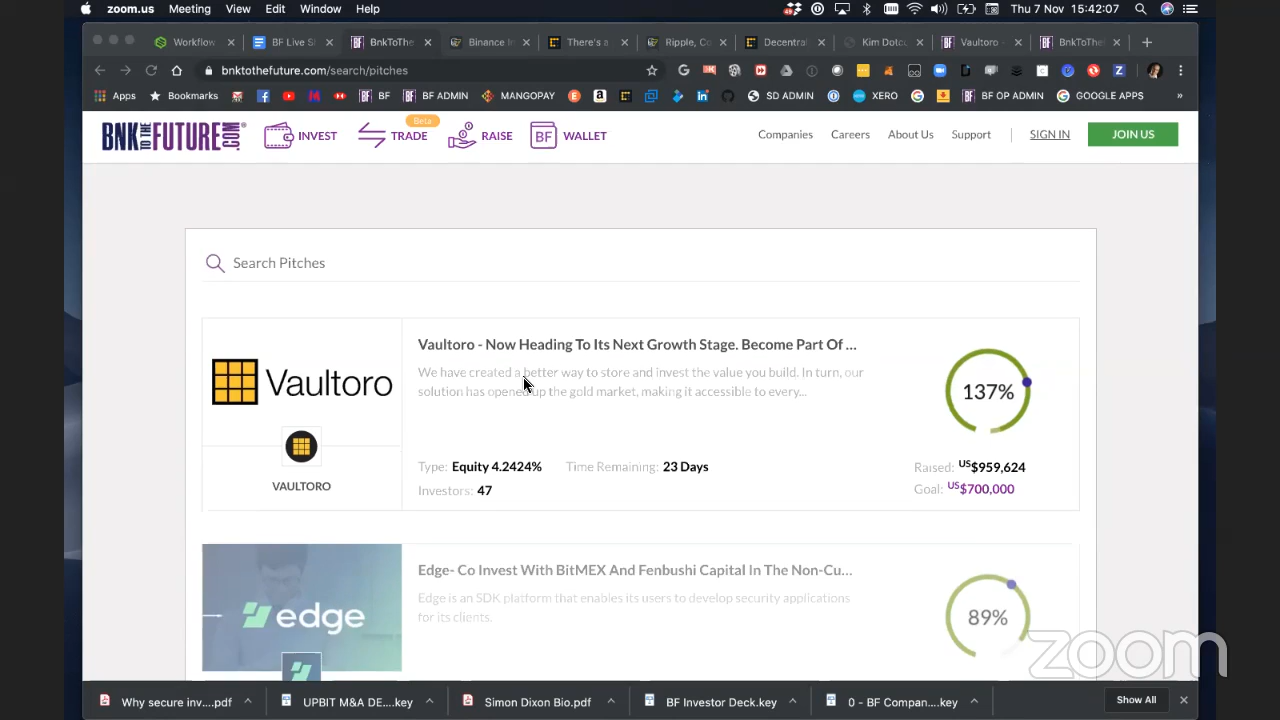 zoom.us Meeting View Edit Window Help 49 Thu 7 Nov 15:42:07
Workflow BF Live S BnkToThe Binance I There's a Ripple, Co Decentral Kim Dotc Vaultoro - BnkToThe
bnktothefuture.com/search/pitches
Apps Bookmarks BF BF ADMIN MANGOPAY SD ADMIN XERO BF OP ADMIN GOOGLE APPS »
BNK TO THE FUTURE.COM INVEST TRADE Beta RAISE BF WALLET Companies Careers About Us Support SIGN IN JOIN US
Search Pitches
Vaultoro
VAULTORO
Vaultoro - Now Heading To Its Next Growth Stage. Become Part Of ...
We have created a better way to store and invest the value you build. In turn, our
solution has opened up the gold market, making it accessible to every...
137%
Type: Equity 4.2424% Time Remaining: 23 Days
Investors: 47
Raised: US$959,624
Goal: US$700,000
edge
Edge- Co Invest With BitMEX And Fenbushi Capital In The Non-Cu...
Edge is an SDK platform that enables its users to develop security applications
for its clients.
89%
zoom
Why secure inv....pdf UPBIT M&A DE....key Simon Dixon Bio.pdf BF Investor Deck.key 0 - BF Compan....key Show All